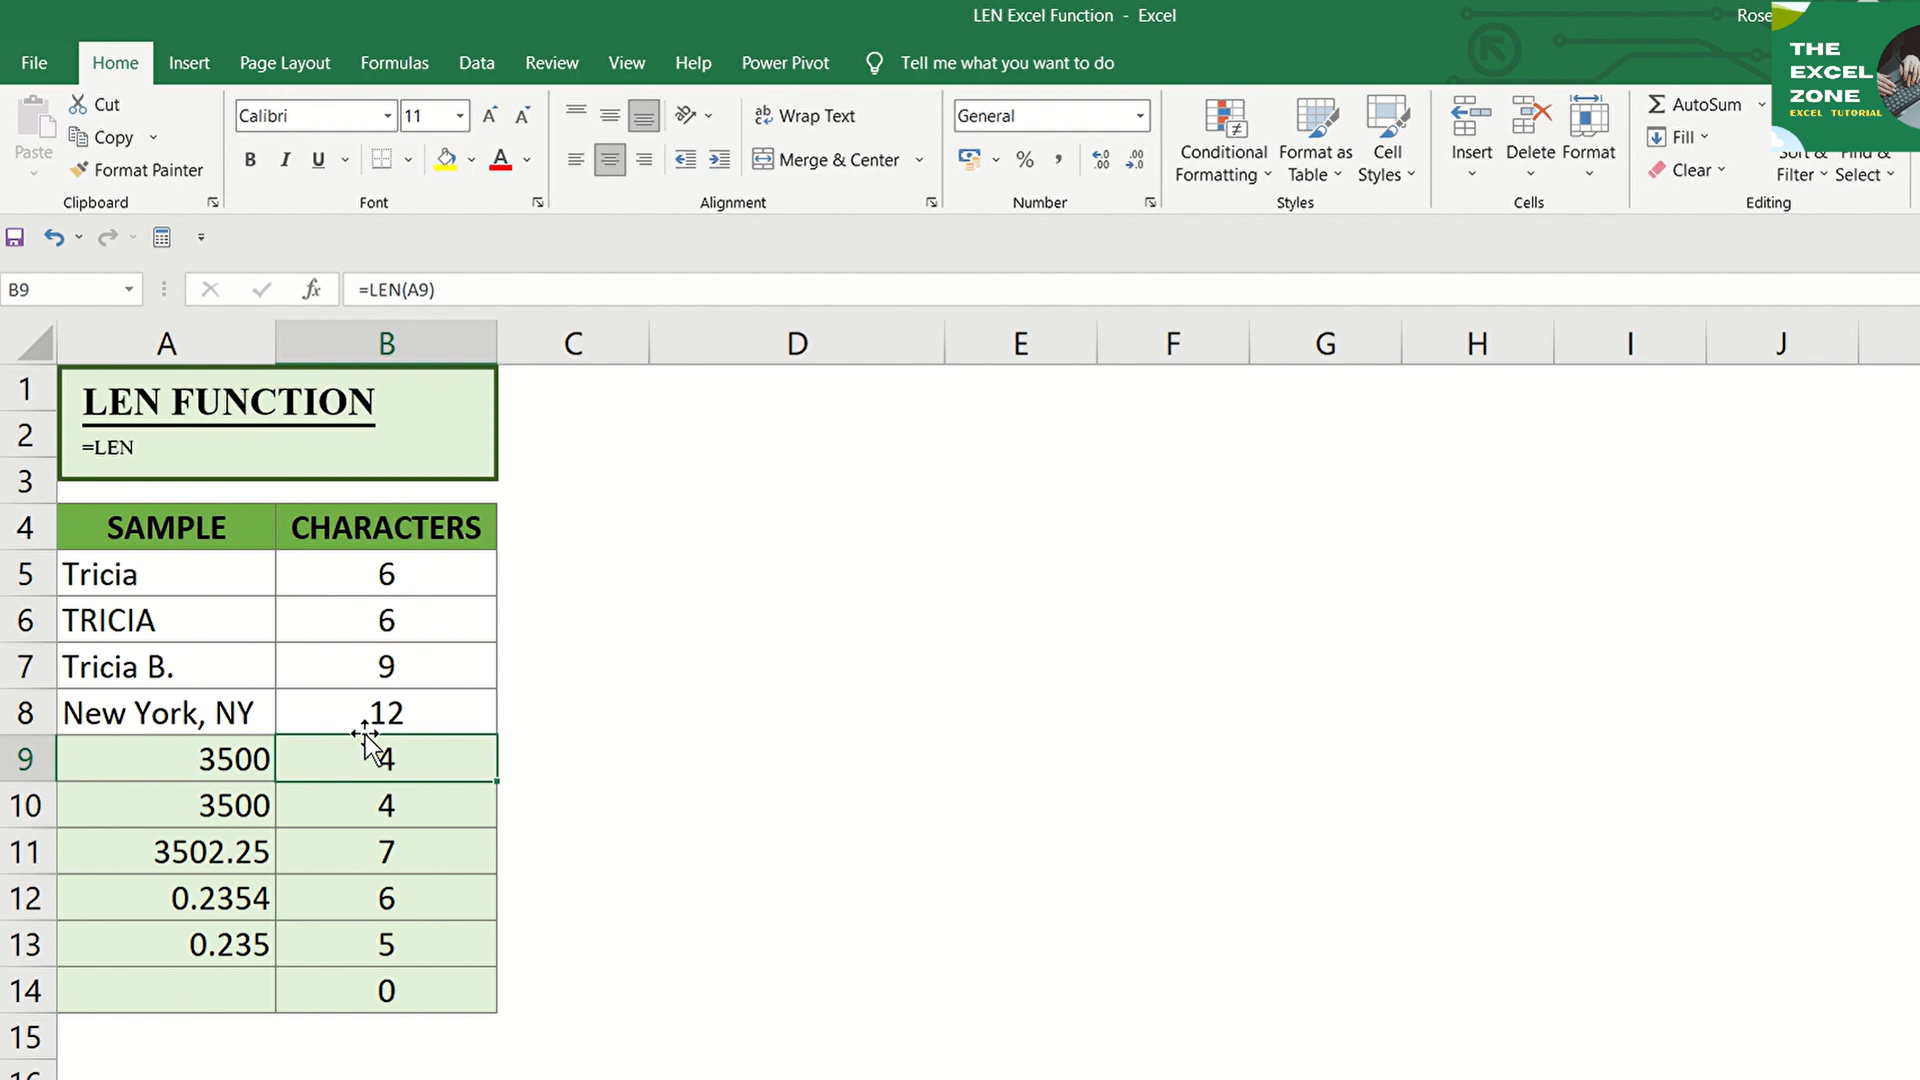 LEN Excel Function - Excel
Rose
THE
EXCEL
ZONE
EXCEL TUTORIAL
File Home Insert Page Layout Formulas Data Review View Help Power Pivot Tell me what you want to do
Paste
Cut
Copy
Format Painter
Clipboard
Calibri 11
B I U A
Font
Wrap Text
Merge & Center
Alignment
General
%
Number
Conditional Formatting
Format as Table
Cell Styles
Styles
Insert Delete Format
Cells
AutoSum
Fill
Clear
Sort & Filter
Find & Select
Editing
B9 fx =LEN(A9)
A B C D E F G H I J
1 LEN FUNCTION
2 =LEN
3
4 SAMPLE CHARACTERS
5 Tricia 6
6 TRICIA 6
7 Tricia B. 9
8 New York, NY 12
9 3500 4
10 3500 4
11 3502.25 7
12 0.2354 6
13 0.235 5
14 0
15
16